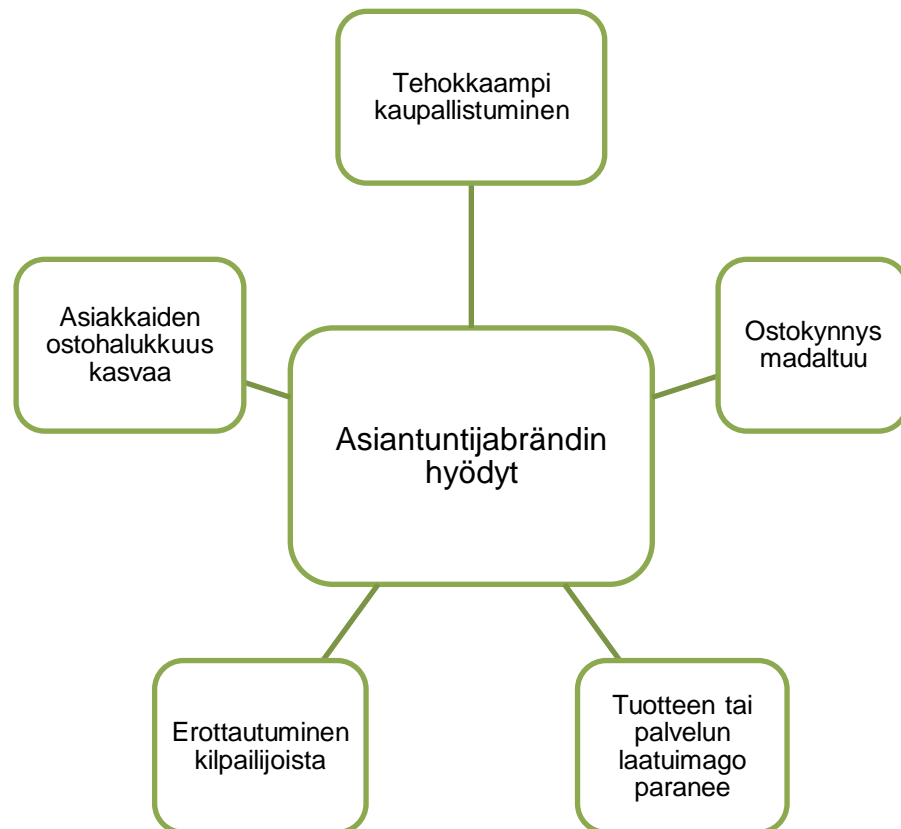 Tehokkaampi
kaupallistuminen
Asiakkaiden
ostohalukkuus
kasvaa
Ostokynnys
madaltuu
Asiantuntijabrändin
hyödyt
Erottautuminen
kilpailijoista
Tuotteen tai
palvelun
laatuimago
paranee